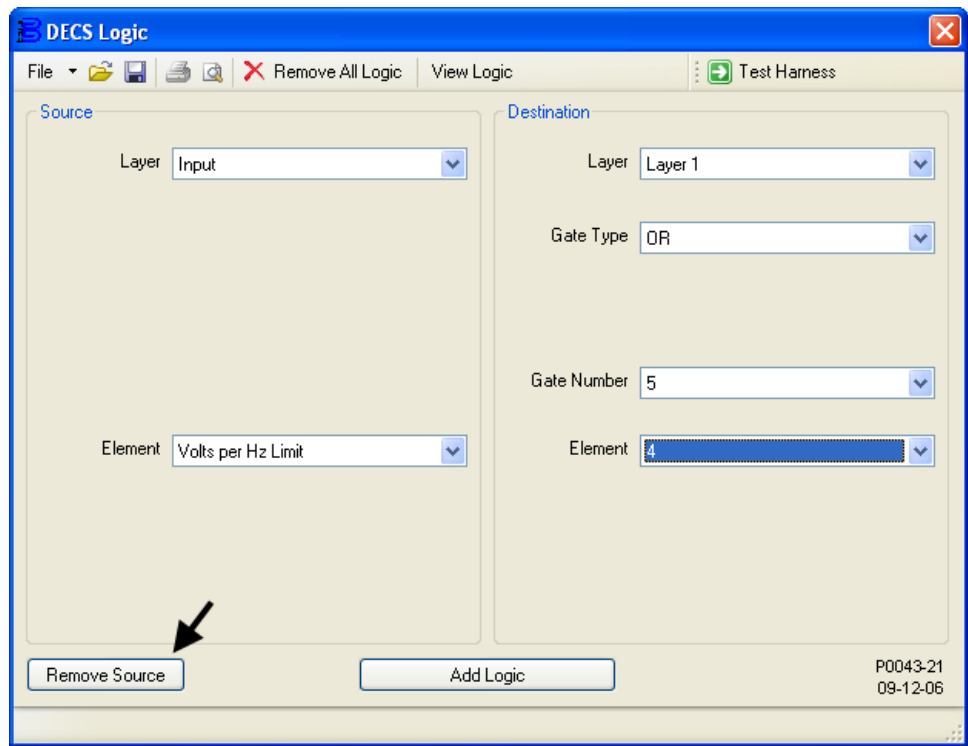 DECS Logic
File Remove All Logic View Logic Test Harness
Source
Layer Input
Element Volts per Hz Limit
Destination
Layer Layer 1
Gate Type OR
Gate Number 5
Element 4
Remove Source Add Logic
P0043-21
09-12-06